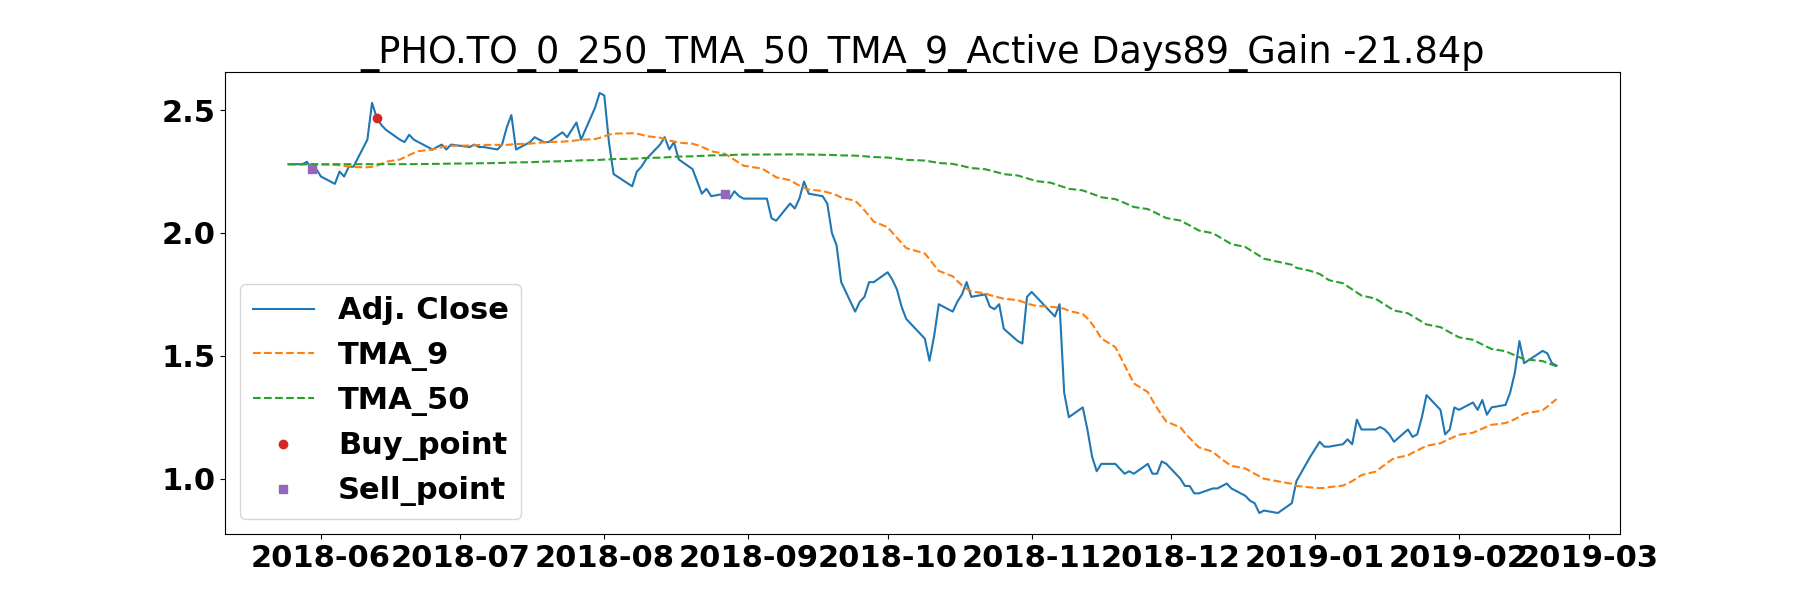 _PHO.TO_0_250_TMA_50_TMA_9_Active Days89_Gain -21.84p
2.5
2.0
1.5
1.0
Adj. Close
TMA_9
TMA_50
Buy_point
Sell_point
2018-06 2018-07 2018-08 2018-09 2018-10 2018-11 2018-12 2019-01 2019-02 2019-03